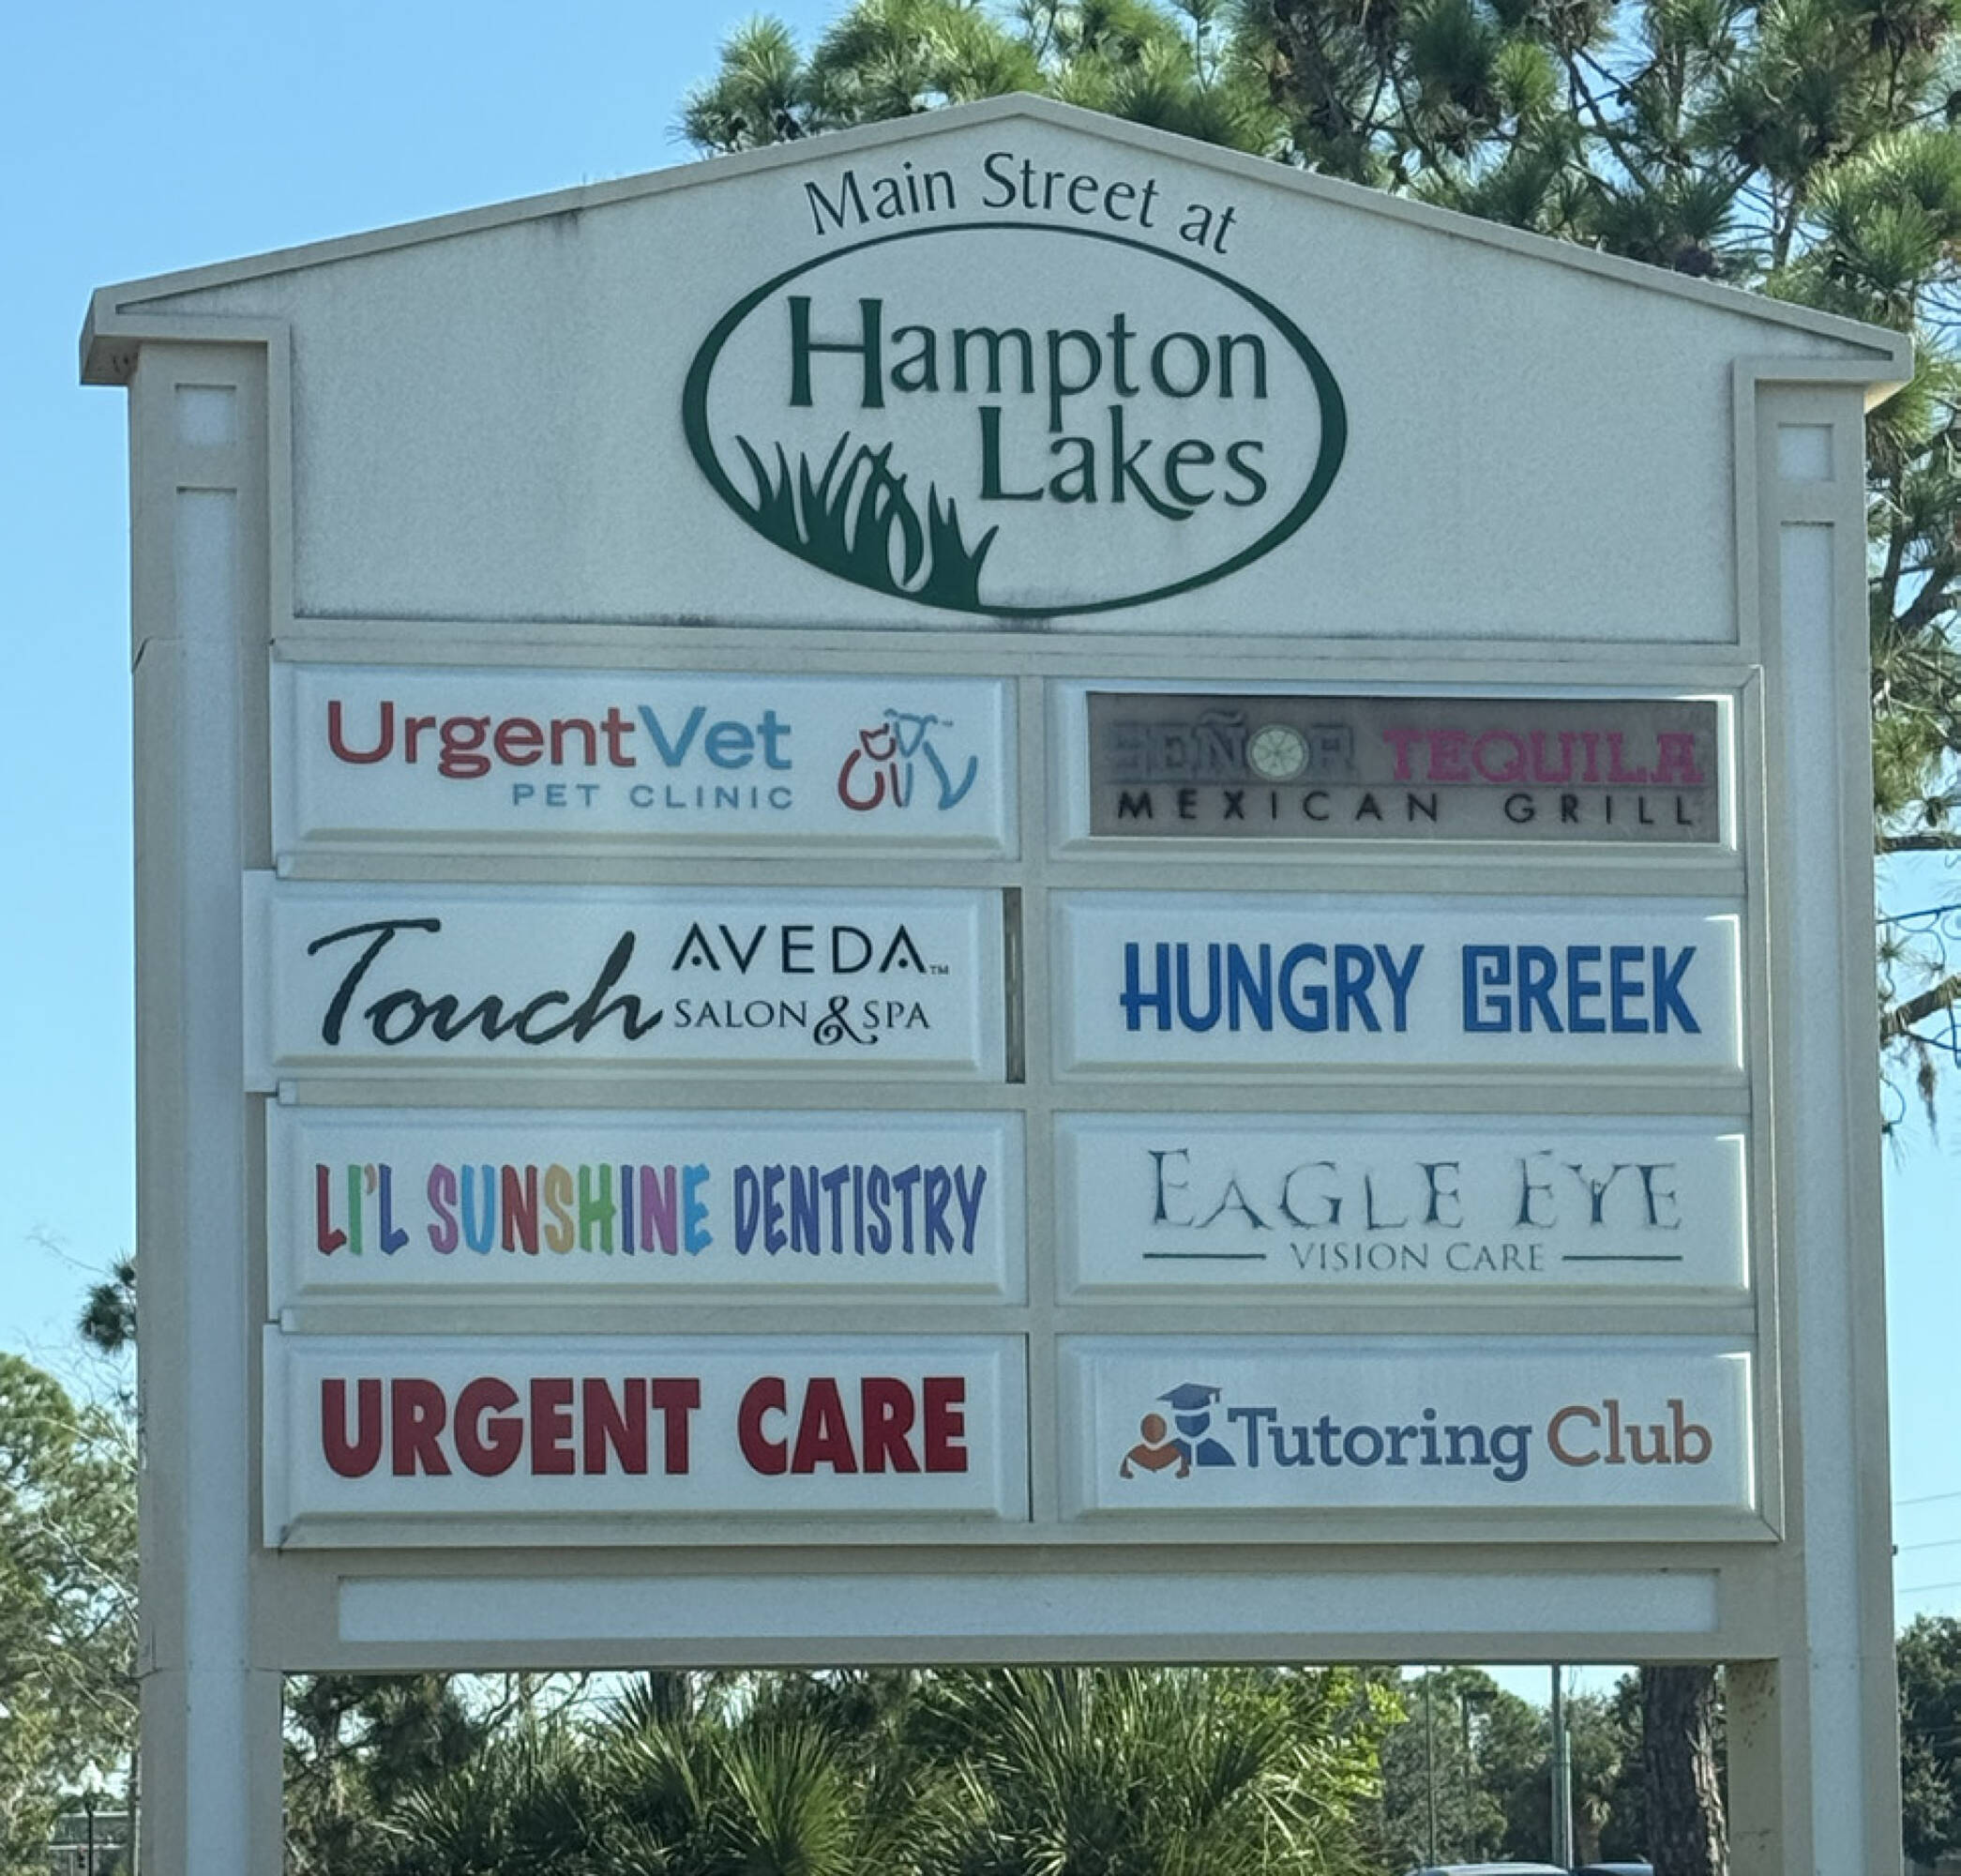 Main Street at
Hampton
Lakes
UrgentVet
PET CLINIC
SEÑOR TEQUILA
MEXICAN GRILL
Touch AVEDA™
SALON & SPA
HUNGRY GREEK
LI'L SUNSHINE DENTISTRY
EAGLE EYE
VISION CARE
URGENT CARE
Tutoring Club